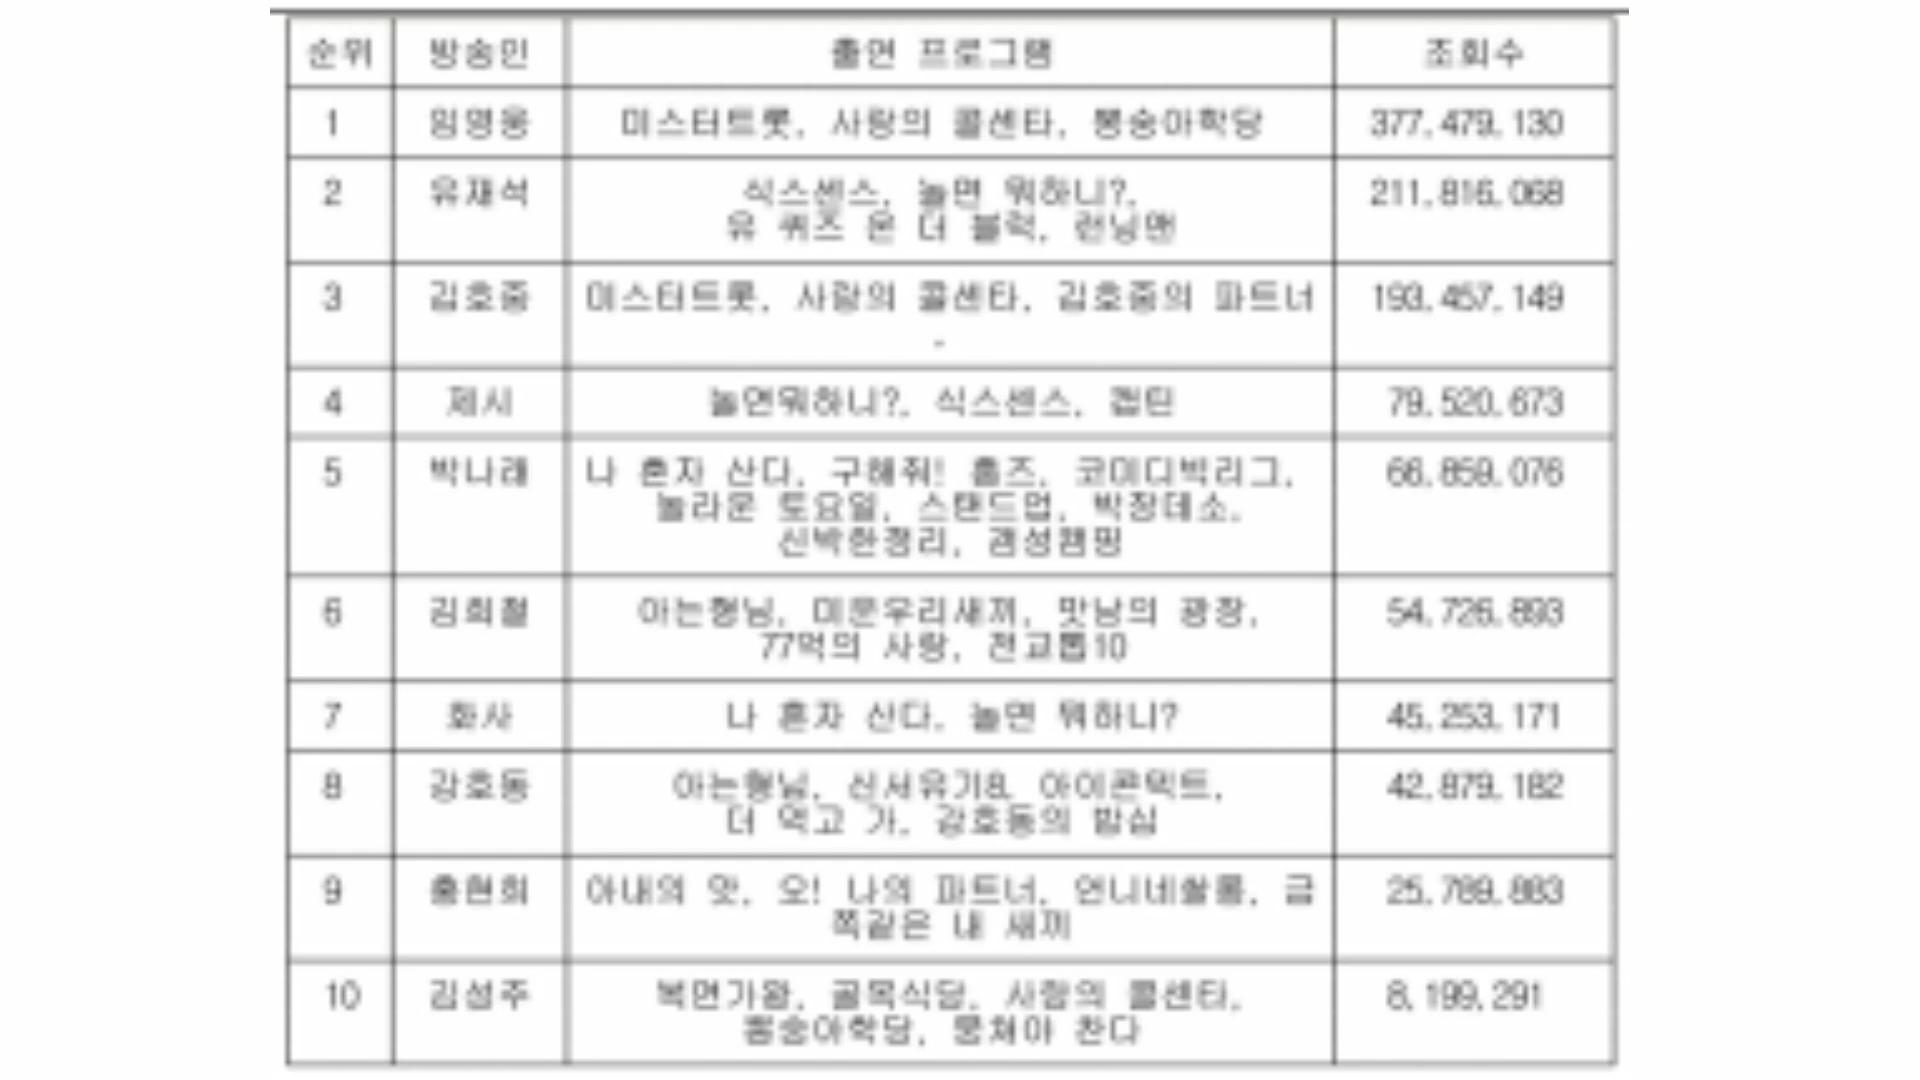 순위 방송인 출연 프로그램 조회수
1 임영웅 미스터트롯, 사랑의 콜센타, 뽕숭아학당 377,479,130
2 유재석 식스센스, 놀면 뭐하니?, 211,816,068
유 퀴즈 온 더 블럭, 런닝맨
3 김호중 미스터트롯, 사랑의 콜센타, 김호중의 파트너 193,457,149
4 제시 놀면뭐하니?, 식스센스, 컴틴 79,520,673
5 박나래 나 혼자 산다, 구해줘! 홈즈, 코미디빅리그, 66,859,076
놀라운 토요일, 스탠드업, 박장데소,
신박한정리, 갬성캠핑
6 김희철 아는형님, 미운우리새끼, 맛남의 광장, 54,726,893
77억의 사랑, 전교톱10
7 화사 나 혼자 산다, 놀면 뭐하니? 45,253,171
8 강호동 아는형님, 신서유기8, 아이콘택트, 42,879,182
더 먹고 가, 강호동의 밥심
9 홍현희 아내의 맛, 오! 나의 파트너, 언니네쌀롱, 금 25,789,883
쪽같은 내 새끼
10 김성주 복면가왕, 골목식당, 사랑의 콜센타, 8,199,291
뽕숭아학당, 뭉쳐야 찬다